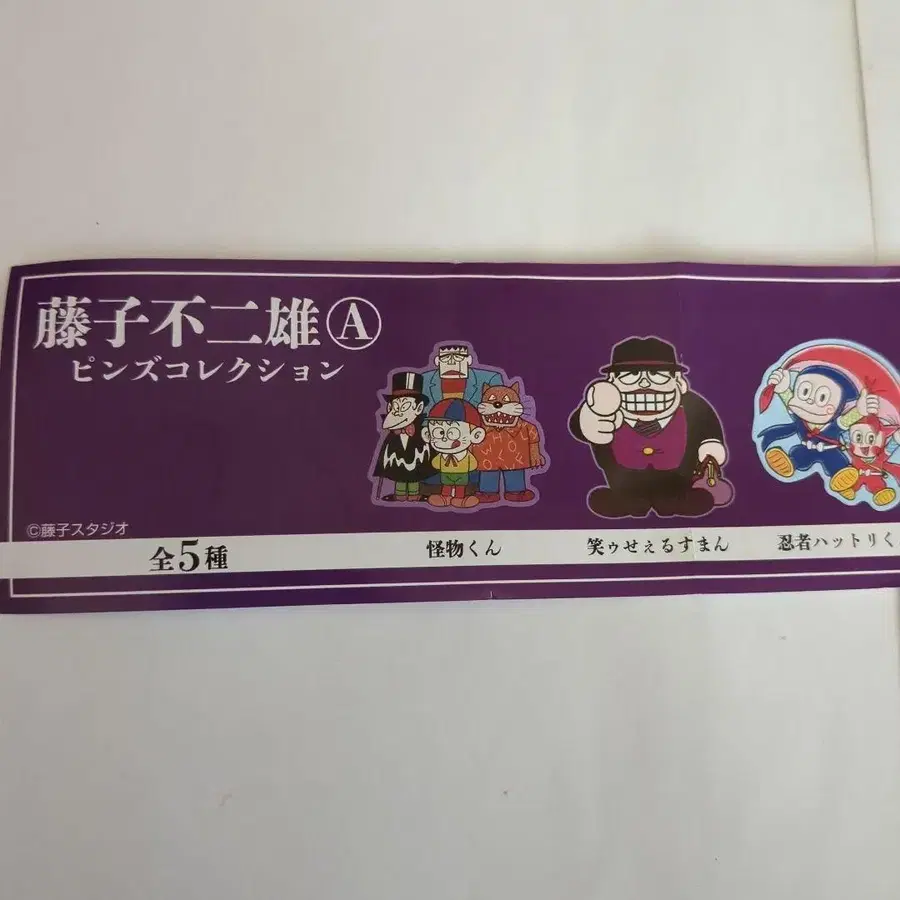 藤子不二雄Ⓐ
ピンズコレクション
©藤子スタジオ
全5種
怪物くん
笑ゥせぇるすまん
忍者ハットリく
WHOL
OLF